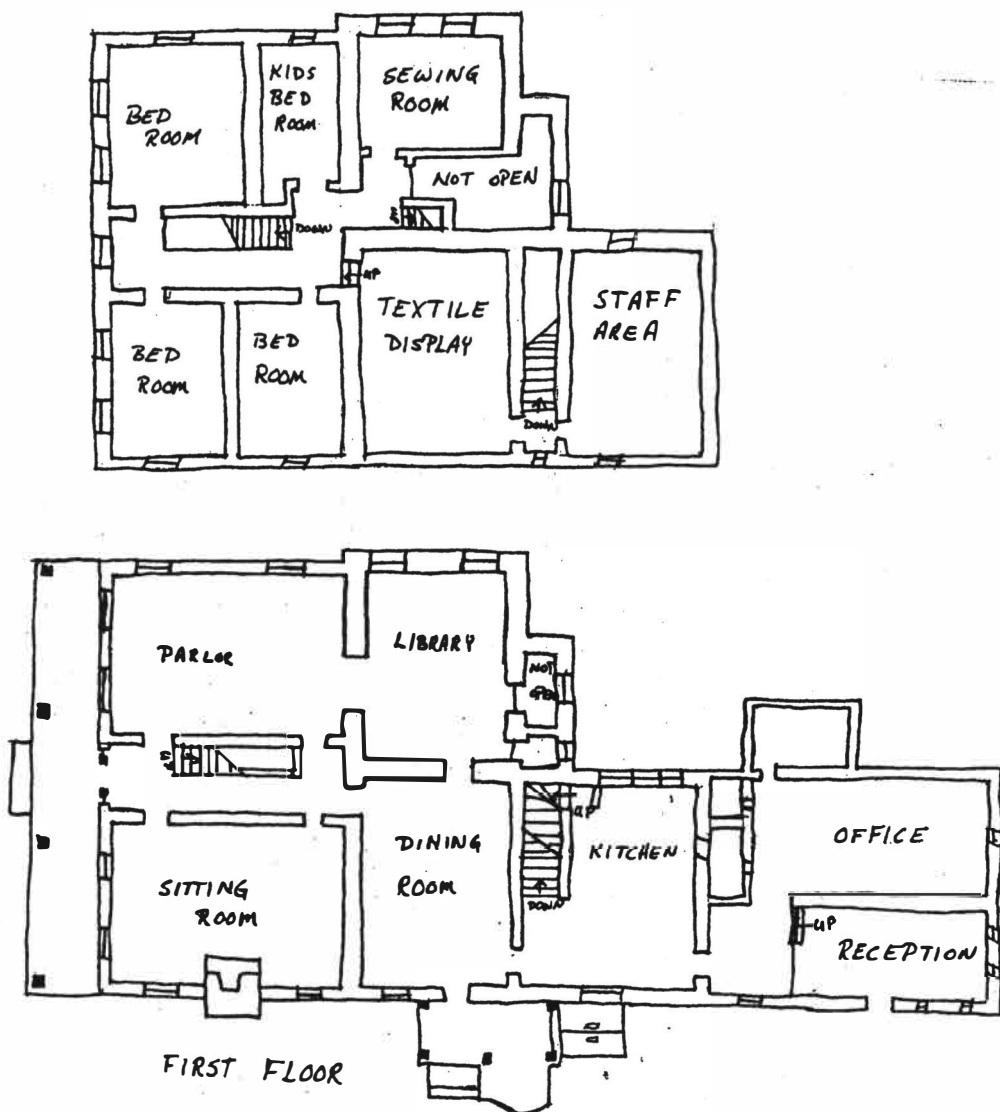 KIDS
BED
ROOM
SEWING
ROOM
BED
ROOM
NOT OPEN
DOWN
UP
TEXTILE
DISPLAY
STAFF
AREA
BED
ROOM
BED
ROOM
DOWN
PARLOR
LIBRARY
NOT
OPEN
UP
UP
DINING
ROOM
KITCHEN
OFFICE
SITTING
ROOM
DOWN
UP
RECEPTION
FIRST FLOOR